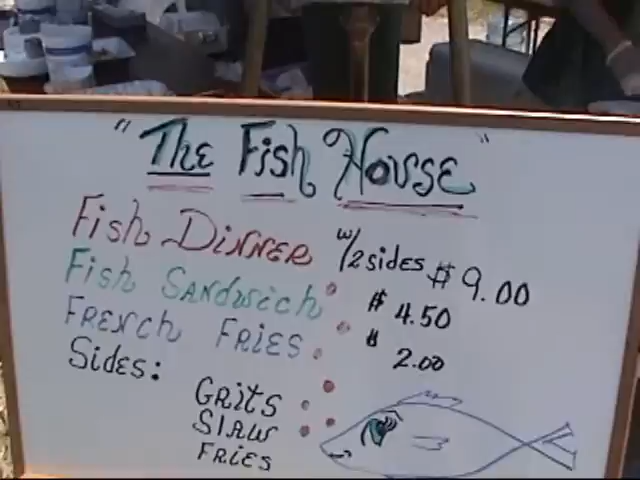 "The Fish House"
Fish Dinner w/2 sides $9.00
Fish Sandwich $4.50
French Fries $2.00
Sides:
Grits
Slaw
Fries